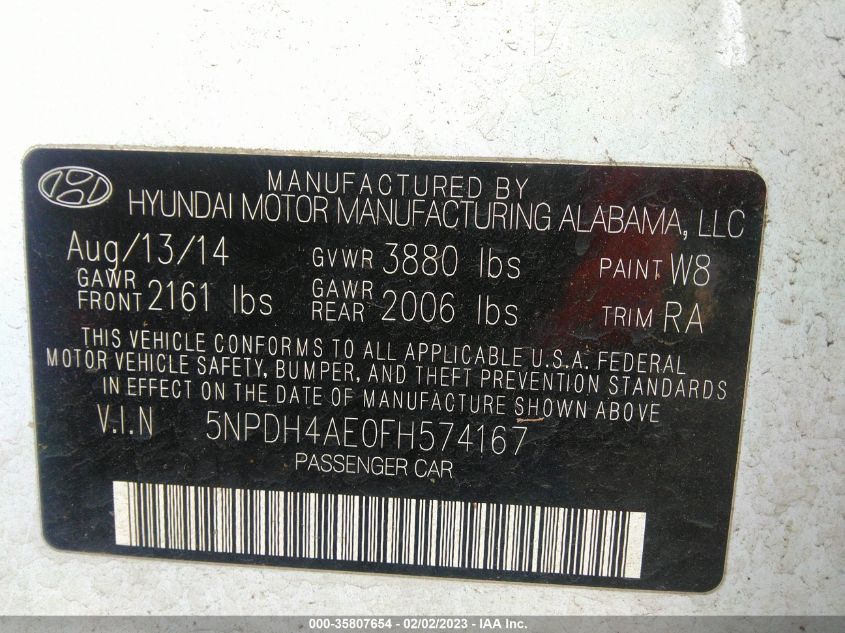 MANUFACTURED BY
HYUNDAI MOTOR MANUFACTURING ALABAMA, LLC
Aug/13/14 GVWR 3880 lbs PAINT W8
GAWR FRONT 2161 lbs GAWR REAR 2006 lbs TRIM RA
THIS VEHICLE CONFORMS TO ALL APPLICABLE U.S.A. FEDERAL
MOTOR VEHICLE SAFETY, BUMPER, AND THEFT PREVENTION STANDARDS
IN EFFECT ON THE DATE OF MANUFACTURE SHOWN ABOVE
V.I.N 5NPDH4AE0FH574167
PASSENGER CAR
000-35807654 - 02/02/2023 - IAA Inc.